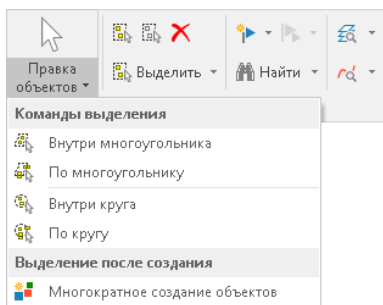 Правка
объектов
Выделить
Найти
Команды выделения
Внутри многоугольника
По многоугольнику
Внутри круга
По кругу
Выделение после создания
Многократное создание объектов